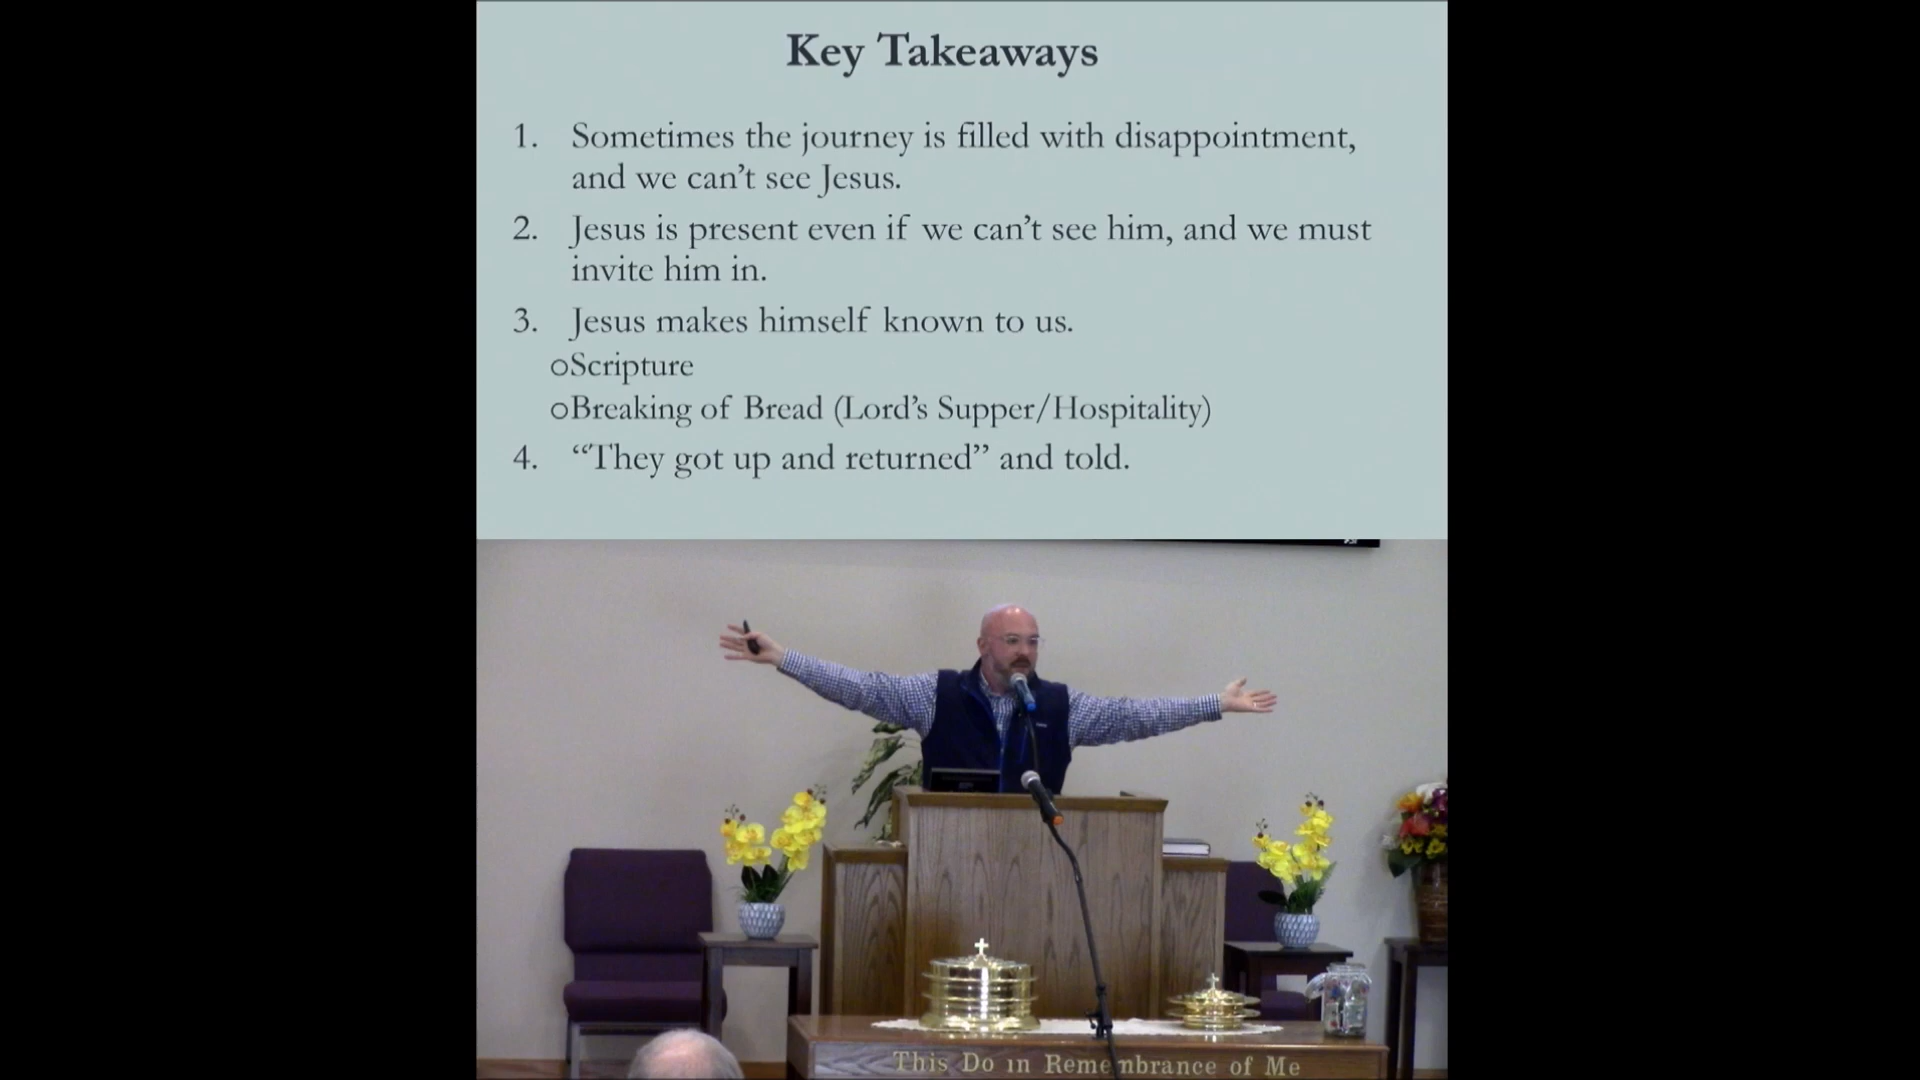 Key Takeaways
1. Sometimes the journey is filled with disappointment,
and we can’t see Jesus.
2. Jesus is present even if we can’t see him, and we must
invite him in.
3. Jesus makes himself known to us.
oScripture
oBreaking of Bread (Lord’s Supper/Hospitality)
4. “They got up and returned” and told.
This Do in Remembrance of Me